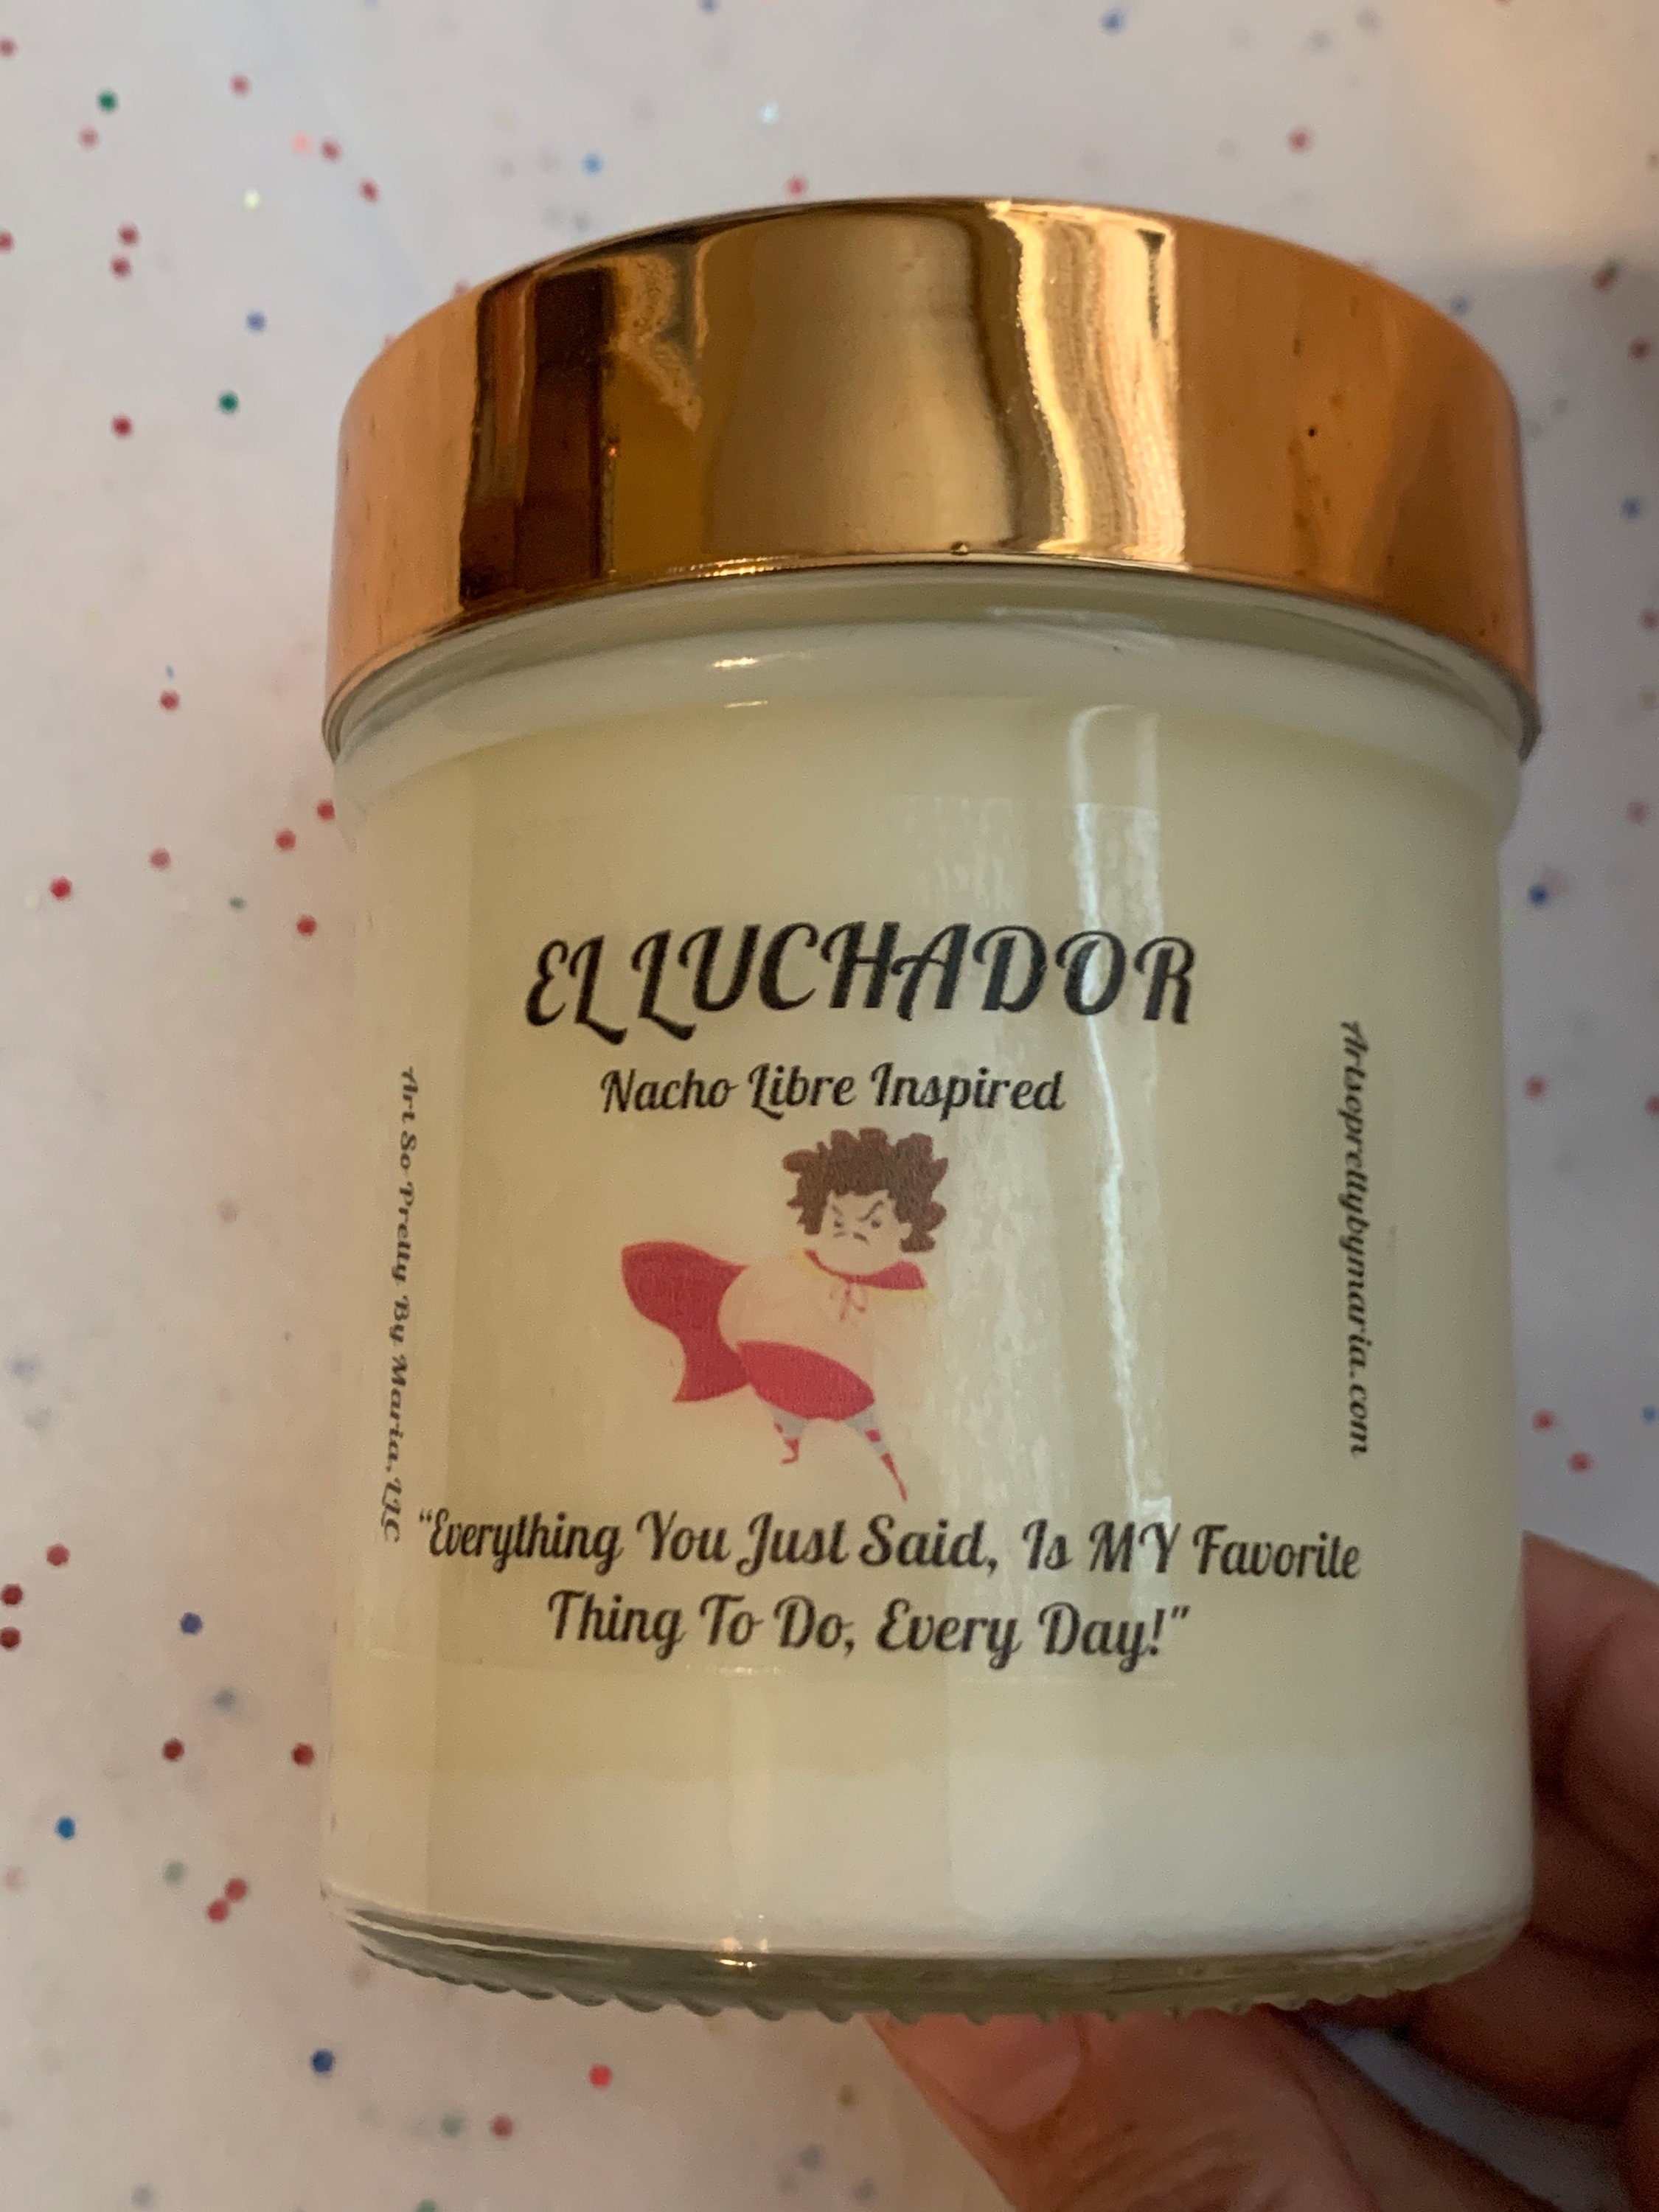 EL LUCHADOR
Nacho Libre Inspired
Art So Pretty By Maria, LLC
Artsoprettybymaria.com
“Everything You Just Said, Is MY Favorite
Thing To Do, Every Day!"